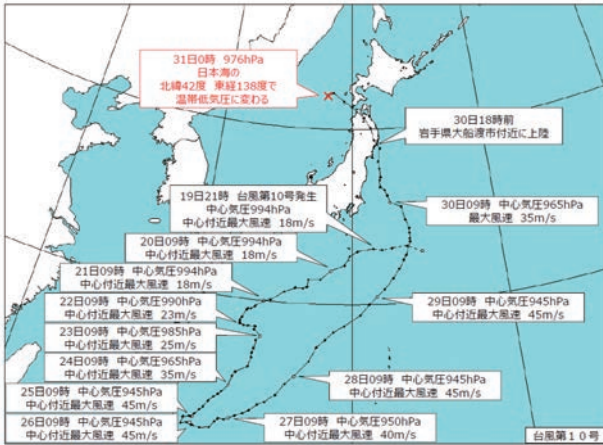 31日0時 976hPa
日本海の
北緯42度 東経138度で
温帯低気圧に変わる
30日18時前
岩手県大船渡市付近に上陸
19日21時 台風第10号発生
中心気圧994hPa
中心付近最大風速 18m/s
30日09時 中心気圧965hPa
最大風速 35m/s
20日09時 中心気圧994hPa
中心付近最大風速 18m/s
21日09時 中心気圧994hPa
中心付近最大風速 18m/s
22日09時 中心気圧990hPa
中心付近最大風速 23m/s
29日09時 中心気圧945hPa
中心付近最大風速 45m/s
23日09時 中心気圧985hPa
中心付近最大風速 25m/s
24日09時 中心気圧965hPa
中心付近最大風速 35m/s
28日09時 中心気圧945hPa
中心付近最大風速 45m/s
25日09時 中心気圧945hPa
中心付近最大風速 45m/s
26日09時 中心気圧945hPa
中心付近最大風速 45m/s
27日09時 中心気圧950hPa
中心付近最大風速 40m/s
台風第10号